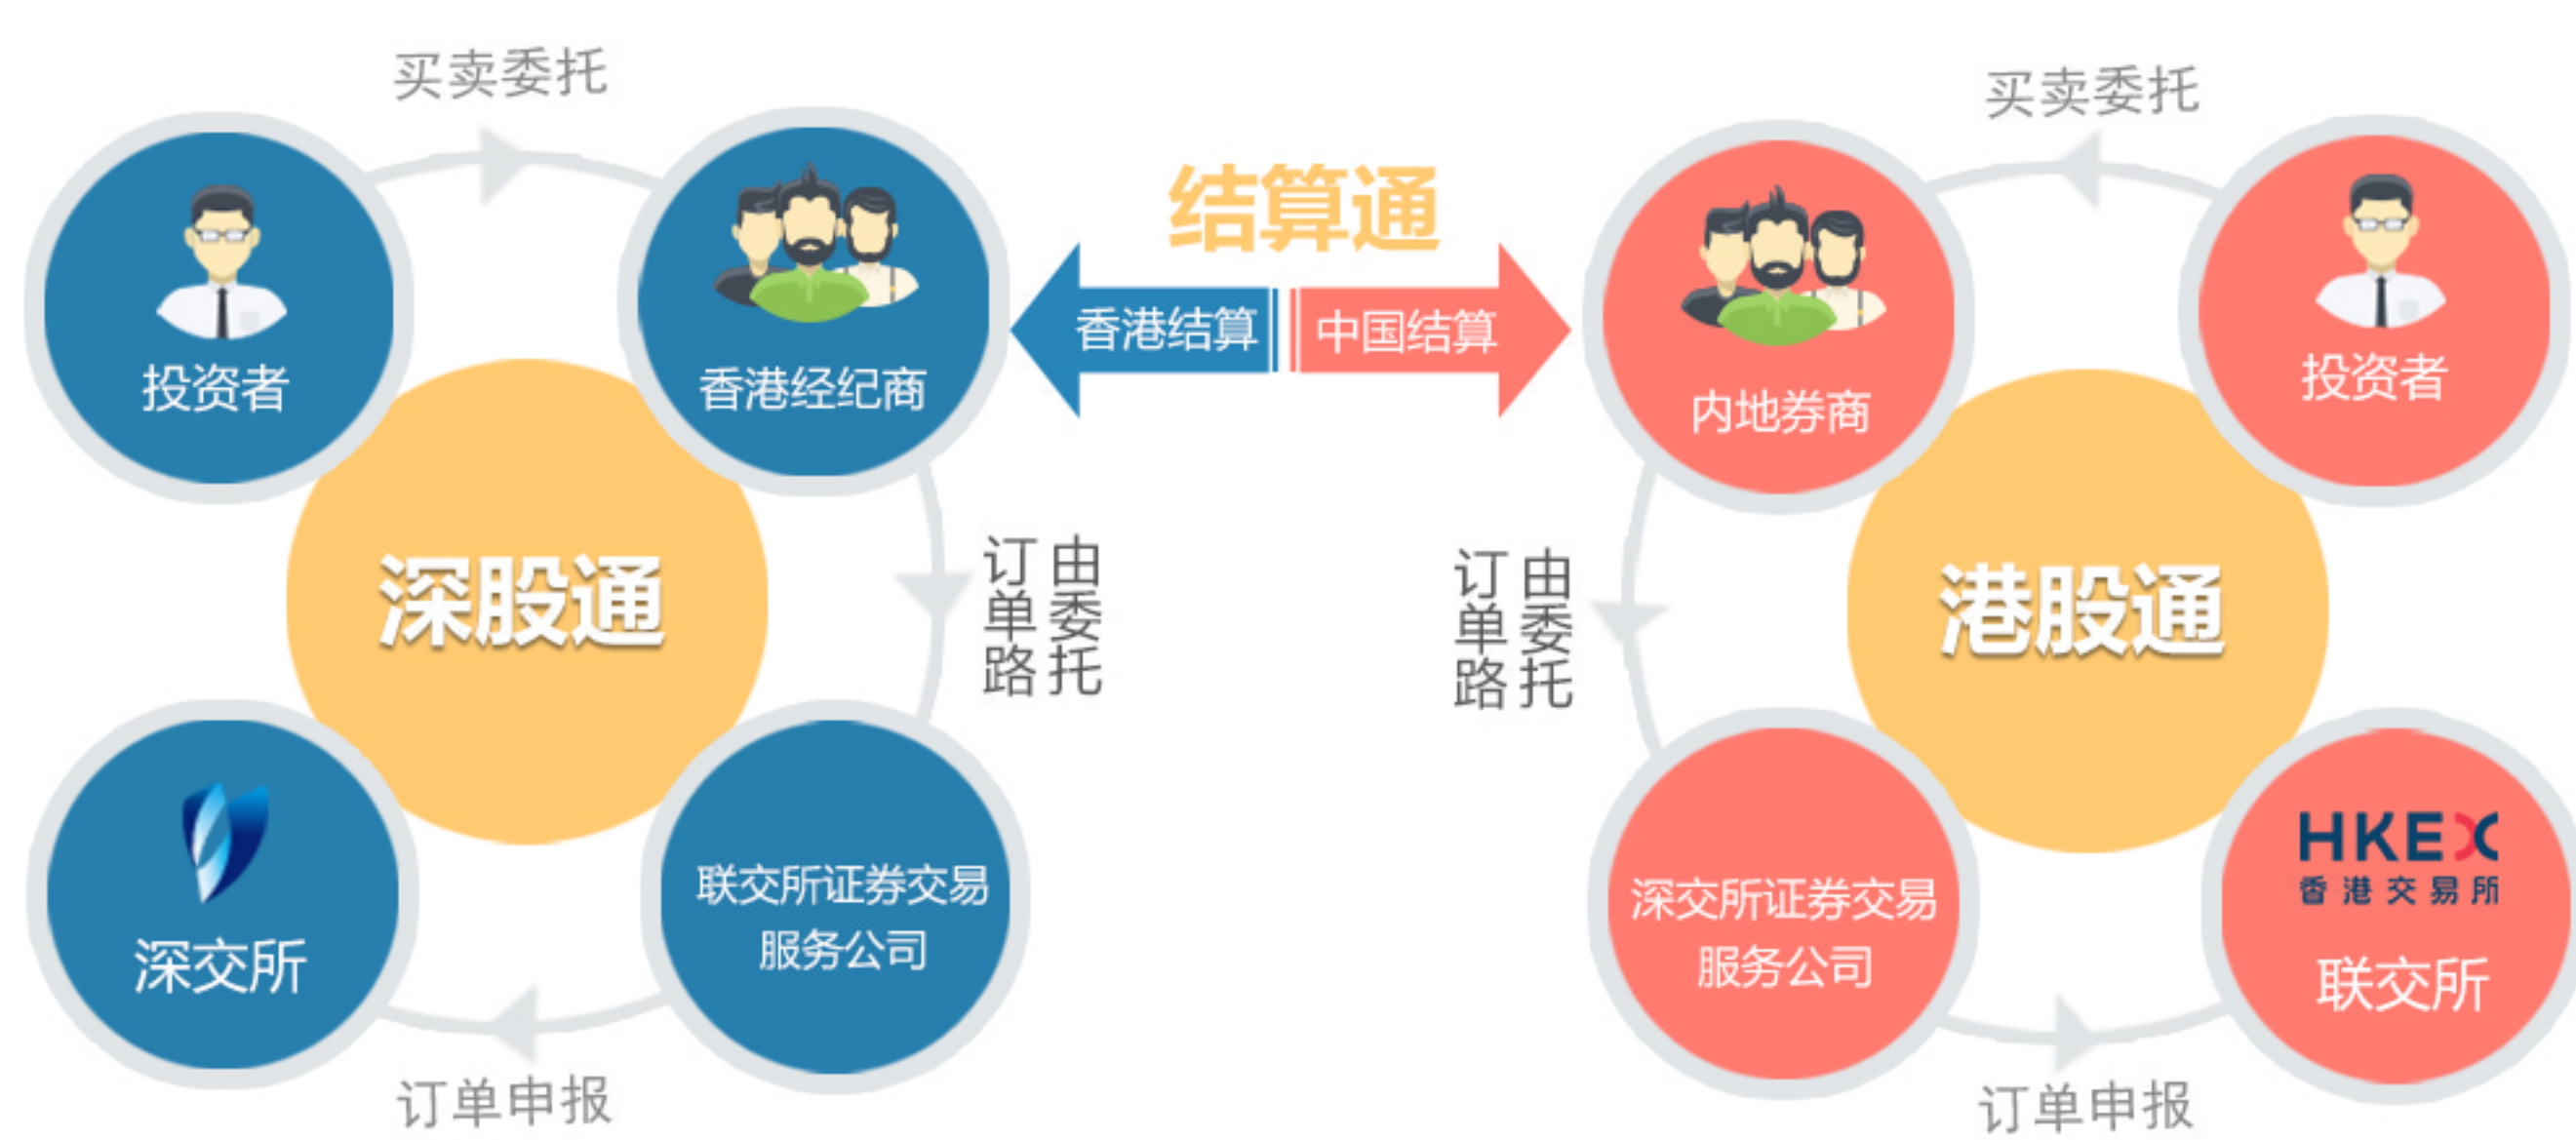 买卖委托
投资者
香港经纪商
深股通
订单路
由委托
深交所
联交所证券交易
服务公司
订单申报
结算通
香港结算
中国结算
买卖委托
内地券商
投资者
港股通
订单路
由委托
深交所证券交易
服务公司
HKEX
香港交易所
联交所
订单申报